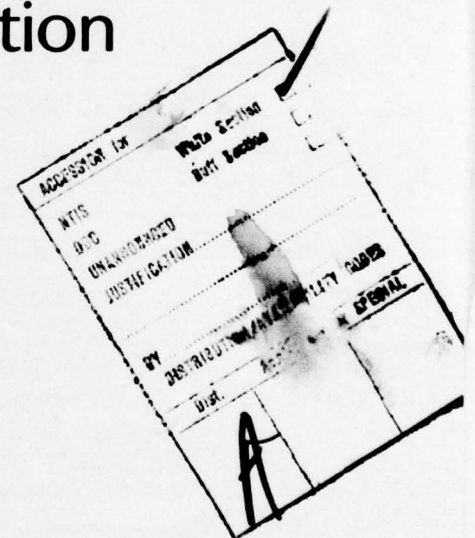 tion
ACCESSION for
NTIS White Section
DDC Buff Section
UNANNOUNCED
JUSTIFICATION
BY
DISTRIBUTION/AVAILABILITY CODES
Dist. SPECIAL
A